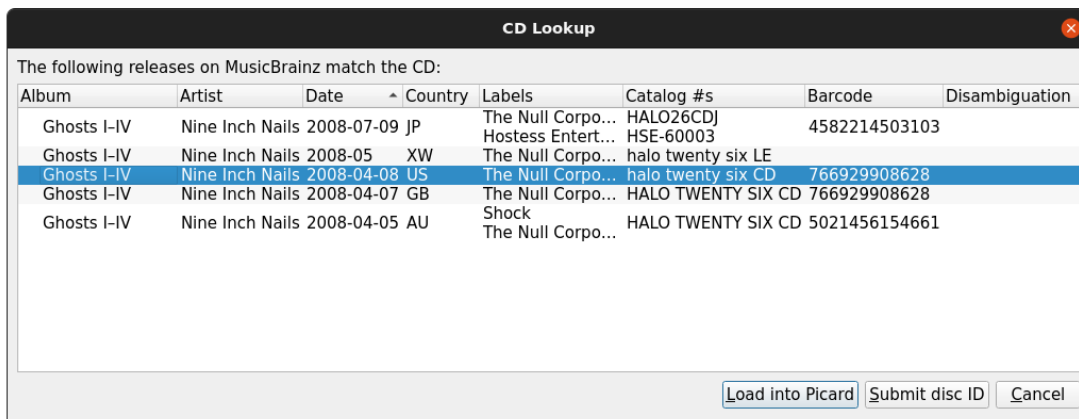 CD Lookup
The following releases on MusicBrainz match the CD:
Album Artist Date Country Labels Catalog #s Barcode Disambiguation
Ghosts I–IV Nine Inch Nails 2008-07-09 JP The Null Corpo... HALO26CDJ 4582214503103
Hostess Entert... HSE-60003
Ghosts I–IV Nine Inch Nails 2008-05 XW The Null Corpo... halo twenty six LE
Ghosts I–IV Nine Inch Nails 2008-04-08 US The Null Corpo... halo twenty six CD 766929908628
Ghosts I–IV Nine Inch Nails 2008-04-07 GB The Null Corpo... HALO TWENTY SIX CD 766929908628
Ghosts I–IV Nine Inch Nails 2008-04-05 AU Shock HALO TWENTY SIX CD 5021456154661
The Null Corpo...
Load into Picard Submit disc ID Cancel